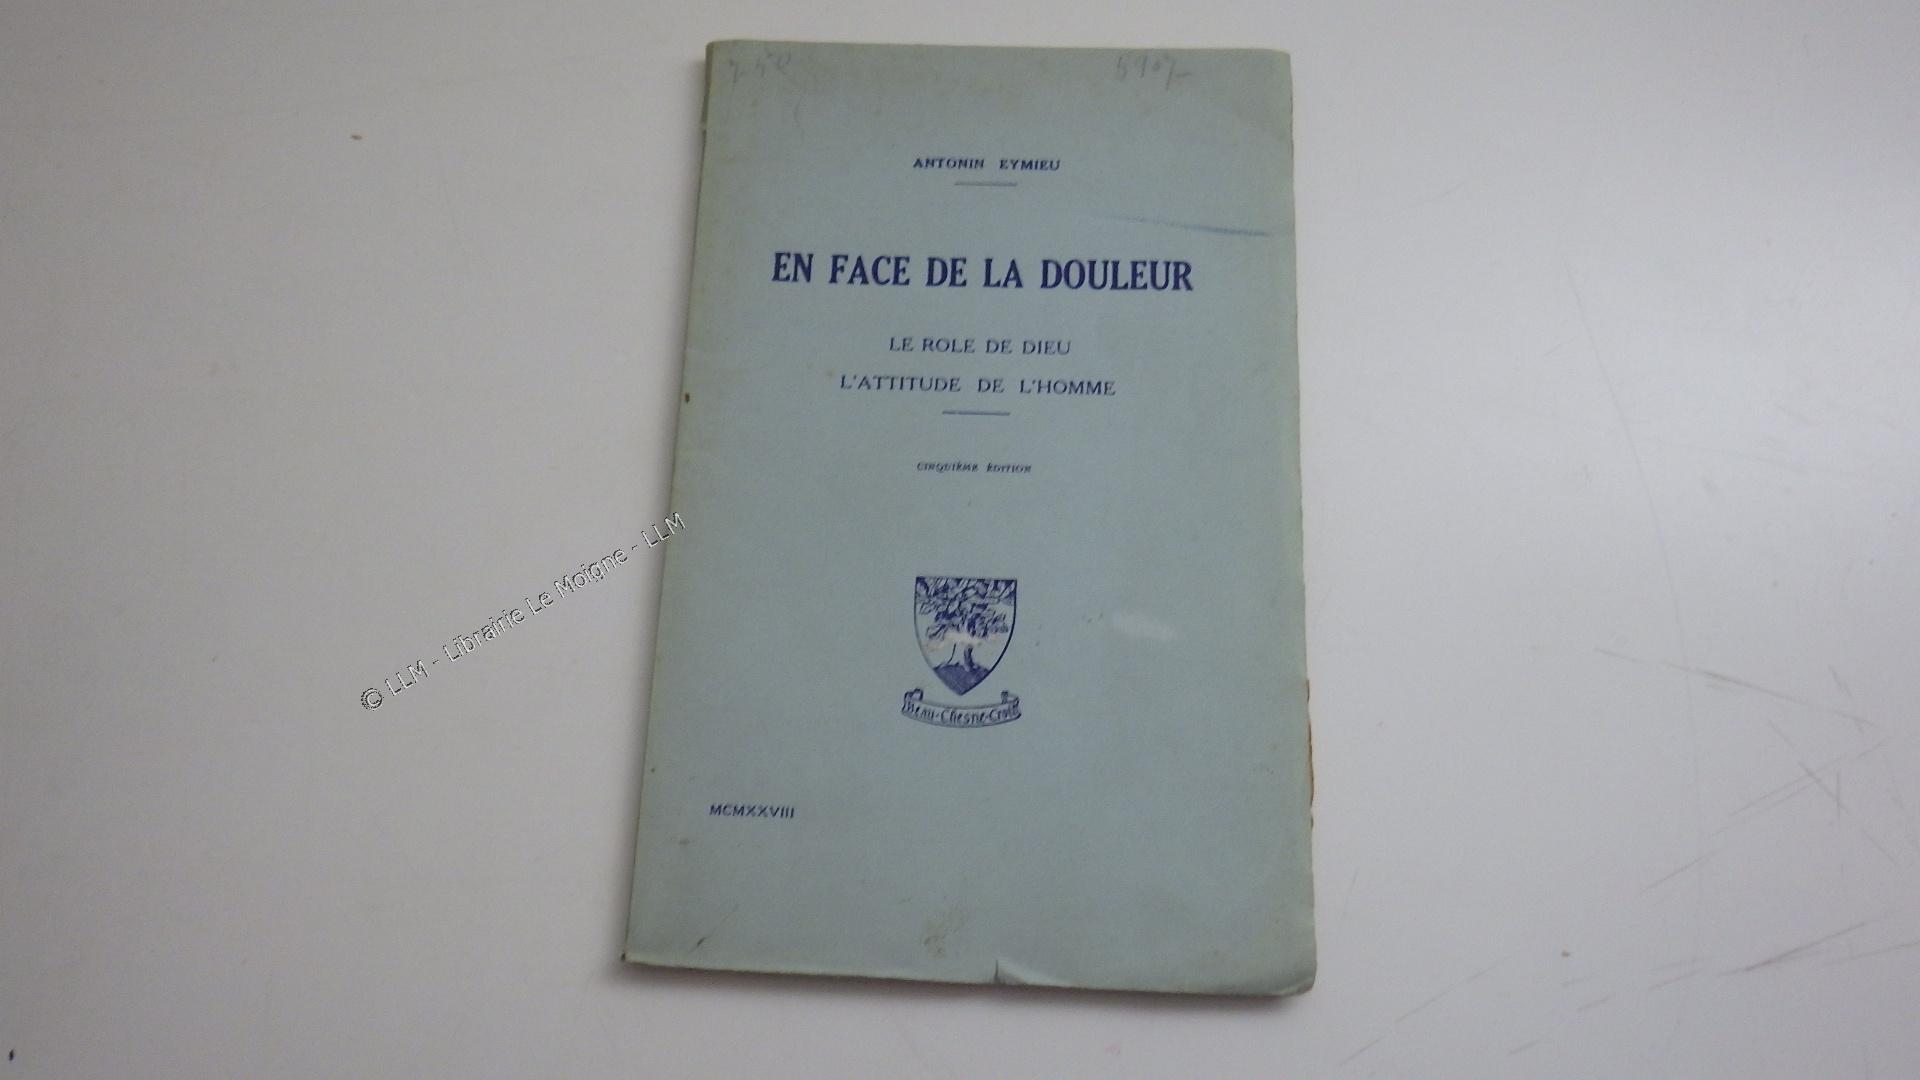 ANTONIN EYMIEU
EN FACE DE LA DOULEUR
LE ROLE DE DIEU
L'ATTITUDE DE L'HOMME
CINQUIÈME ÉDITION
Beau-Chesne-Croist
MCMXXVIII
© LLM - Librairie Le Moigne - LLM